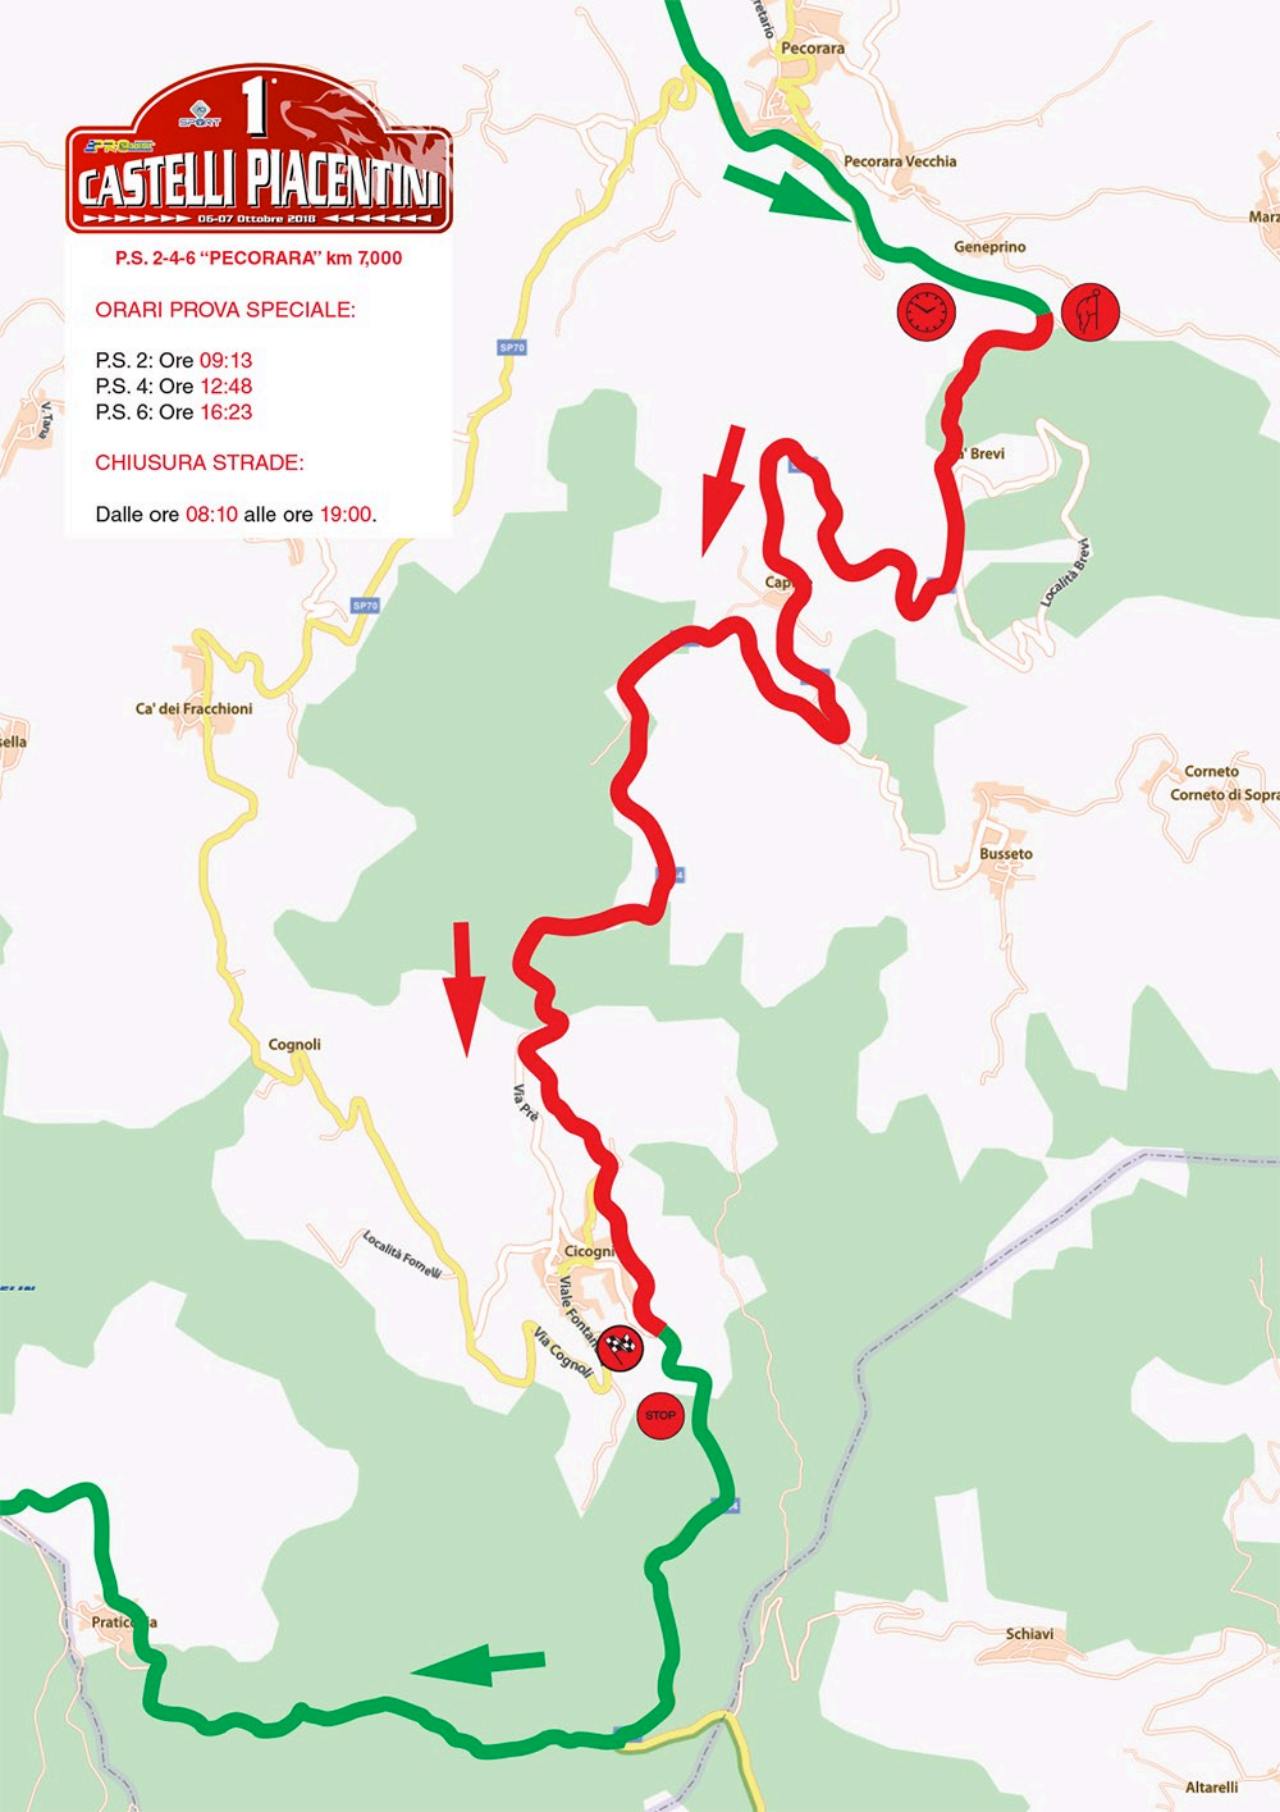 1°
SPORT
CASTELLI PIACENTINI
06-07 Ottobre 2018
P.S. 2-4-6 “PECORARA” km 7,000
ORARI PROVA SPECIALE:
P.S. 2: Ore 09:13
P.S. 4: Ore 12:48
P.S. 6: Ore 16:23
CHIUSURA STRADE:
Dalle ore 08:10 alle ore 19:00.
Pecorara
Pecorara Vecchia
Geneprino
SP70
V. Tana
Brevi
Località Brevi
SP70
Ca' dei Fracchioni
Corneto
Corneto di Sopra
Busseto
Cognoli
Via Prè
Località Fornelli
Cicogni
Via Cognoli
STOP
Schiavi
Altarelli